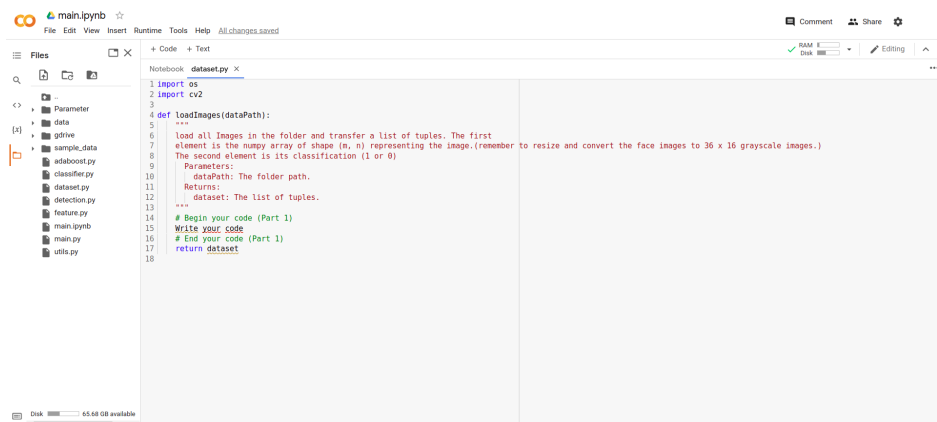 main.ipynb
Comment
Share
File Edit View Insert Runtime Tools Help All changes saved
Files
+ Code + Text
RAM
Disk
Editing
Notebook dataset.py
..
Parameter
data
gdrive
sample_data
adaboost.py
classifier.py
dataset.py
detection.py
feature.py
main.ipynb
main.py
utils.py
{x}
1 import os
2 import cv2
3
4 def loadImages(dataPath):
5 """
6 load all Images in the folder and transfer a list of tuples. The first
7 element is the numpy array of shape (m, n) representing the image.(remember to resize and convert the face images to 36 x 16 grayscale images.)
8 The second element is its classification (1 or 0)
9 Parameters:
10 dataPath: The folder path.
11 Returns:
12 dataset: The list of tuples.
13 """
14 # Begin your code (Part 1)
15 Write your code
16 # End your code (Part 1)
17 return dataset
18
Disk 65.68 GB available